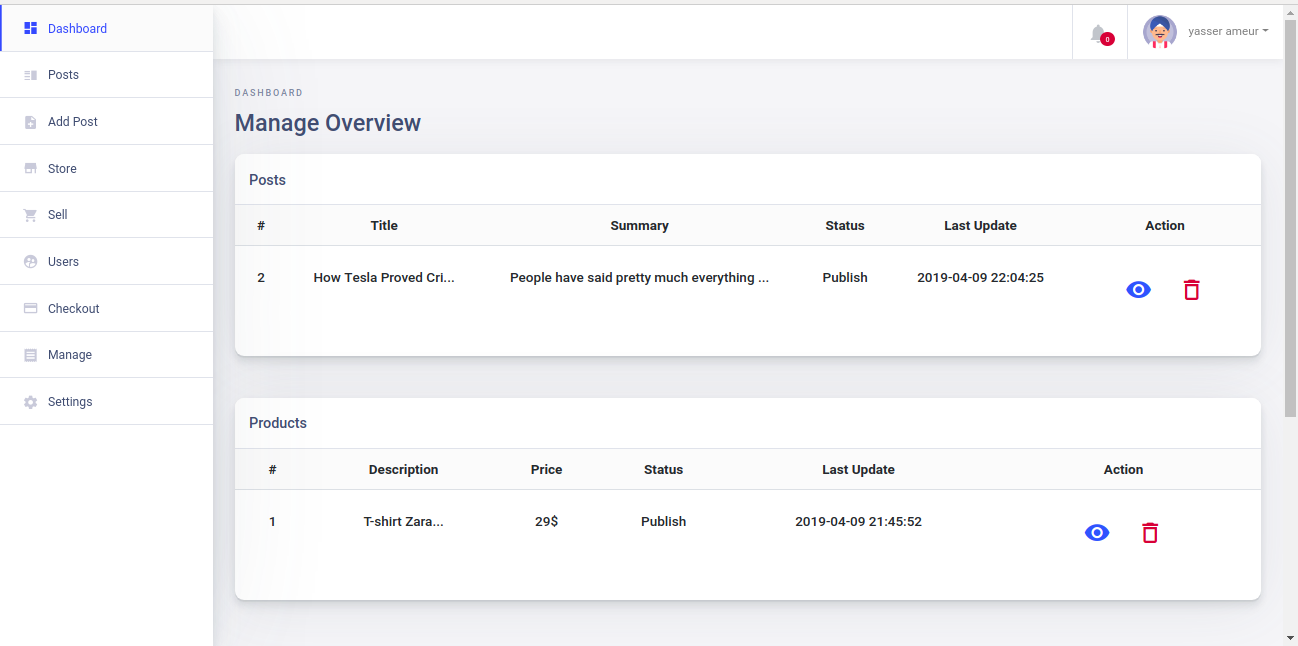 Dashboard
Posts
Add Post
Store
Sell
Users
Checkout
Manage
Settings
0
yasser ameur
DASHBOARD
Manage Overview
Posts
# Title Summary Status Last Update Action
2 How Tesla Proved Cri... People have said pretty much everything ... Publish 2019-04-09 22:04:25
Products
# Description Price Status Last Update Action
1 T-shirt Zara... 29$ Publish 2019-04-09 21:45:52